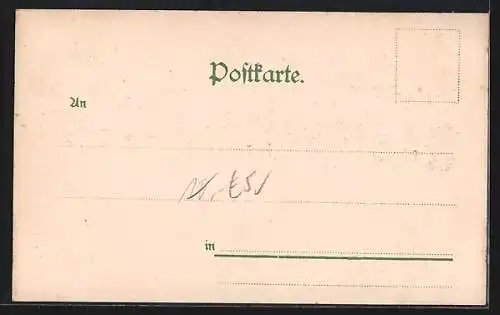 Postkarte.
An
in